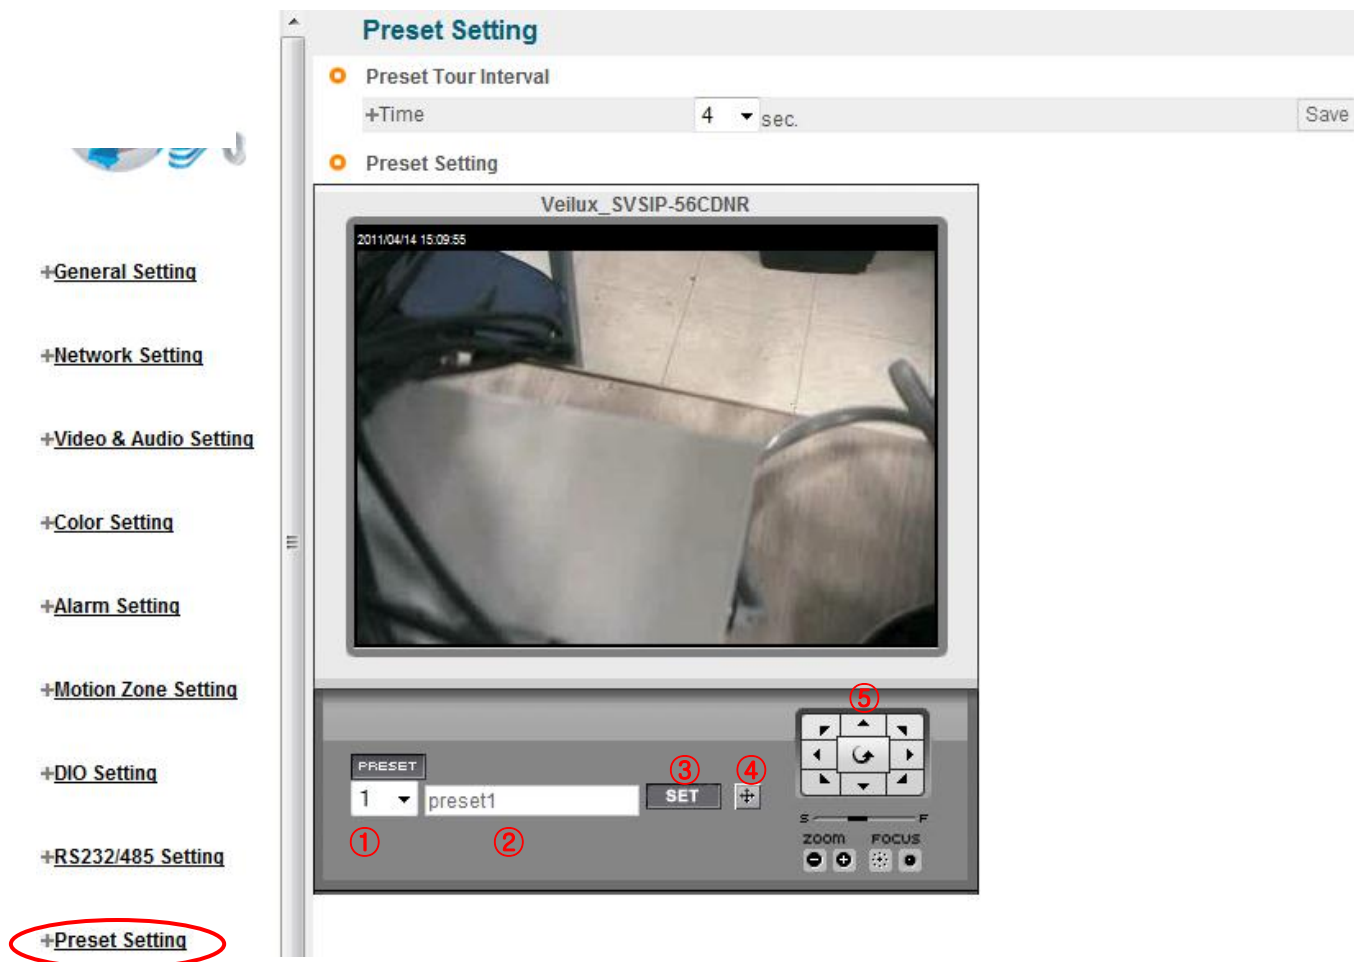 Preset Setting
Preset Tour Interval
+Time 4 sec. Save
Preset Setting
Veilux_SVSIP-56CDNR
2011/04/14 15:09:55
+General Setting
+Network Setting
+Video & Audio Setting
+Color Setting
+Alarm Setting
+Motion Zone Setting
+DIO Setting
+RS232/485 Setting
+Preset Setting
⑤
PRESET
③ ④
1 preset1 SET
① ②
S F
ZOOM FOCUS